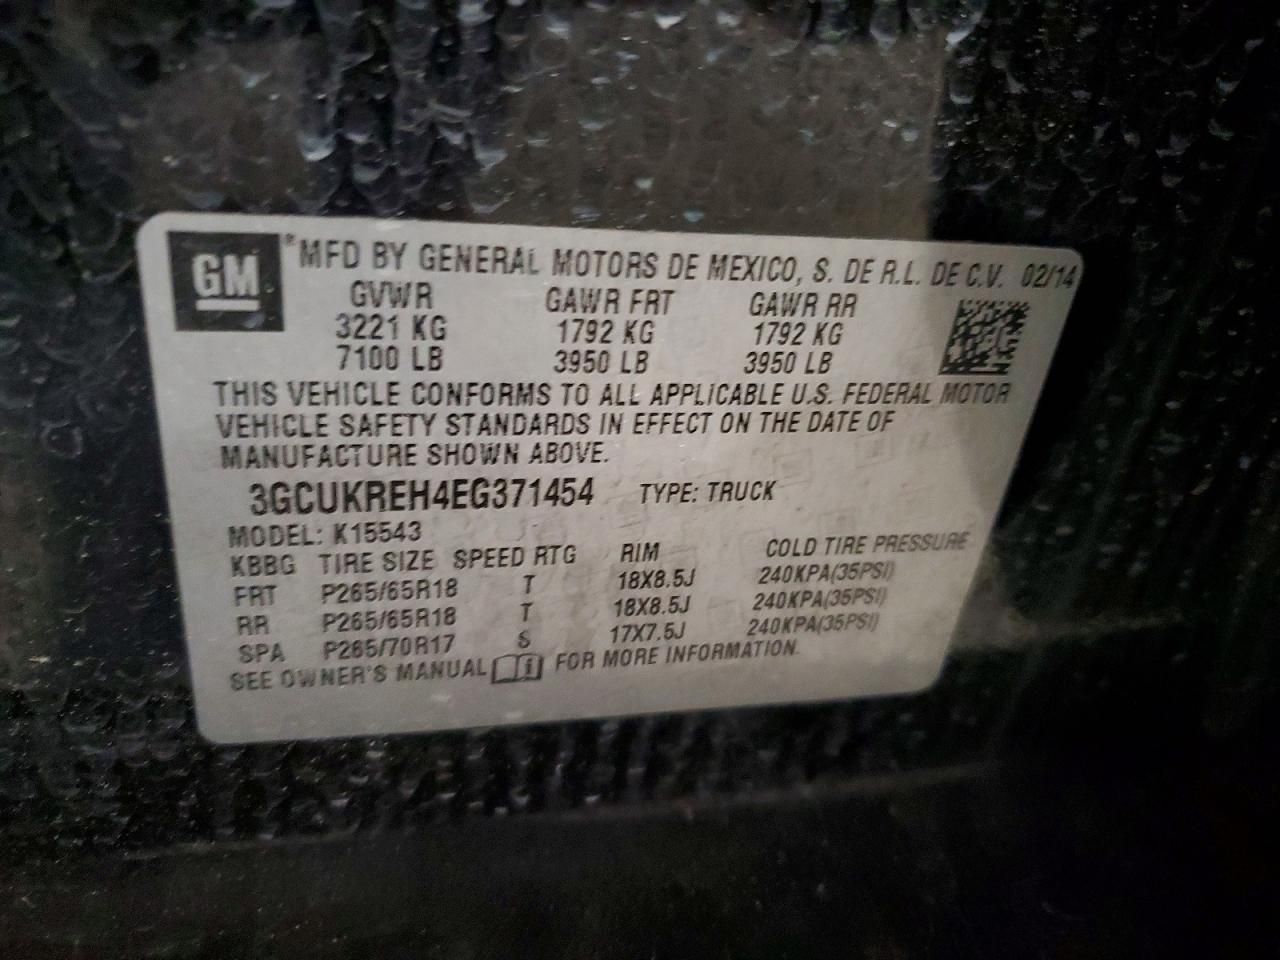 GM ® MFD BY GENERAL MOTORS DE MEXICO, S. DE R.L. DE C.V. 02/14
GVWR GAWR FRT GAWR RR
3221 KG 1792 KG 1792 KG
7100 LB 3950 LB 3950 LB
THIS VEHICLE CONFORMS TO ALL APPLICABLE U.S. FEDERAL MOTOR
VEHICLE SAFETY STANDARDS IN EFFECT ON THE DATE OF
MANUFACTURE SHOWN ABOVE.
3GCUKREH4EG371454 TYPE: TRUCK
MODEL: K15543
KBBG TIRE SIZE SPEED RTG RIM COLD TIRE PRESSURE
FRT P265/65R18 T 18X8.5J 240KPA(35PSI)
RR P265/65R18 T 18X8.5J 240KPA(35PSI)
SPA P265/70R17 S 17X7.5J 240KPA(35PSI)
SEE OWNER'S MANUAL i FOR MORE INFORMATION.